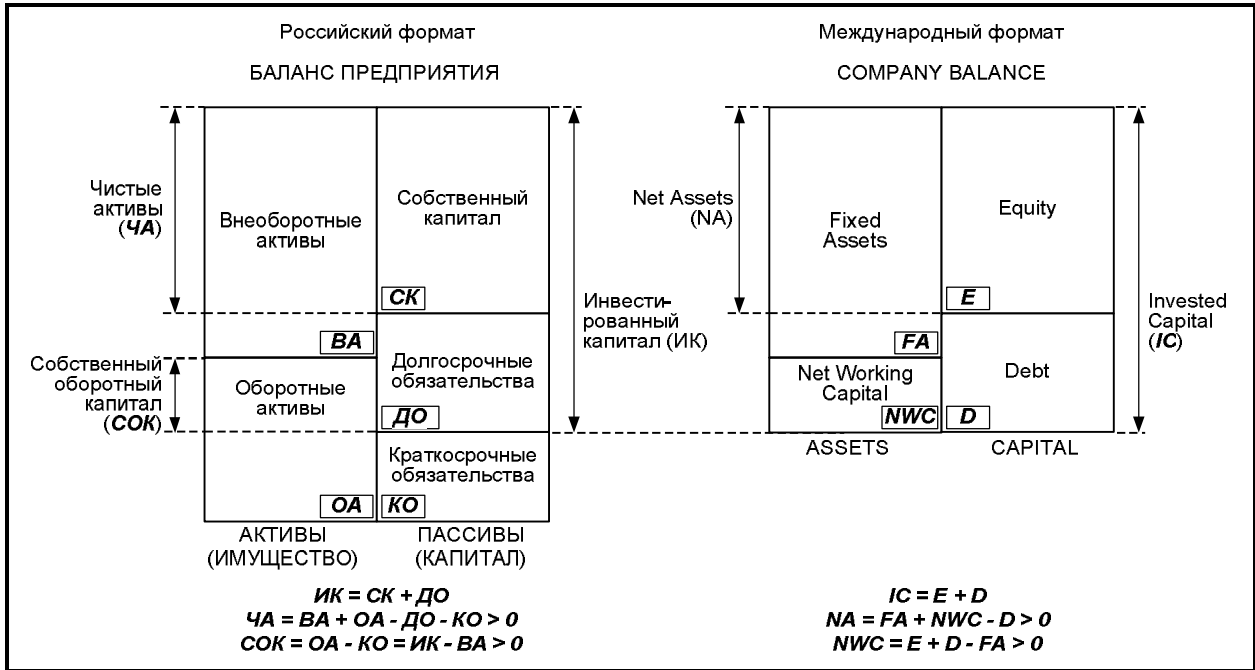 Российский формат
БАЛАНС ПРЕДПРИЯТИЯ
Чистые
активы
(ЧА)
Внеоборотные
активы
ВА
Собственный
капитал
СК
Инвести-
рованный
капитал (ИК)
Собственный
оборотный
капитал
(СОК)
Оборотные
активы
ОА
Долгосрочные
обязательства
ДО
Краткосрочные
обязательства
КО
АКТИВЫ
(ИМУЩЕСТВО)
ПАССИВЫ
(КАПИТАЛ)
ИК = СК + ДО
ЧА = ВА + ОА - ДО - КО > 0
СОК = ОА - КО = ИК - ВА > 0
Международный формат
COMPANY BALANCE
Net Assets
(NA)
Fixed
Assets
FA
Equity
E
Invested
Capital
(IC)
Net Working
Capital
NWC
Debt
D
ASSETS
CAPITAL
IC = E + D
NA = FA + NWC - D > 0
NWC = E + D - FA > 0